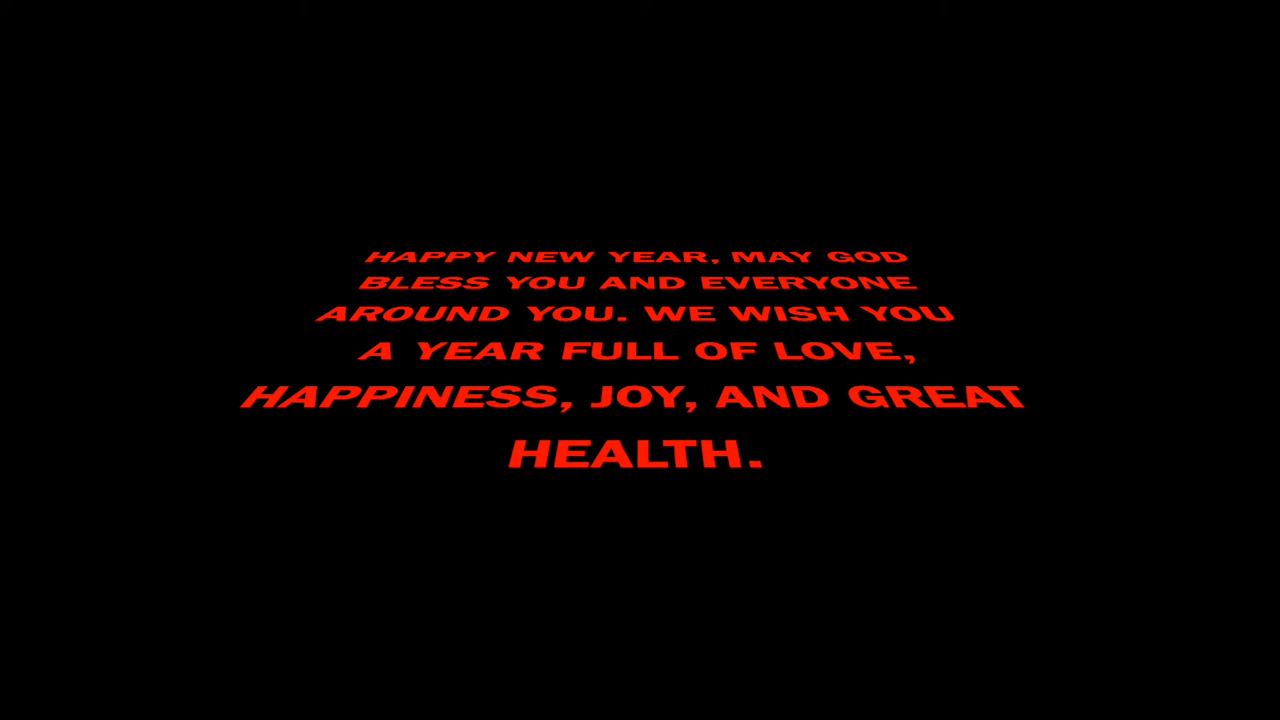 HAPPY NEW YEAR, MAY GOD
BLESS YOU AND EVERYONE
AROUND YOU. WE WISH YOU
A YEAR FULL OF LOVE,
HAPPINESS, JOY, AND GREAT
HEALTH.